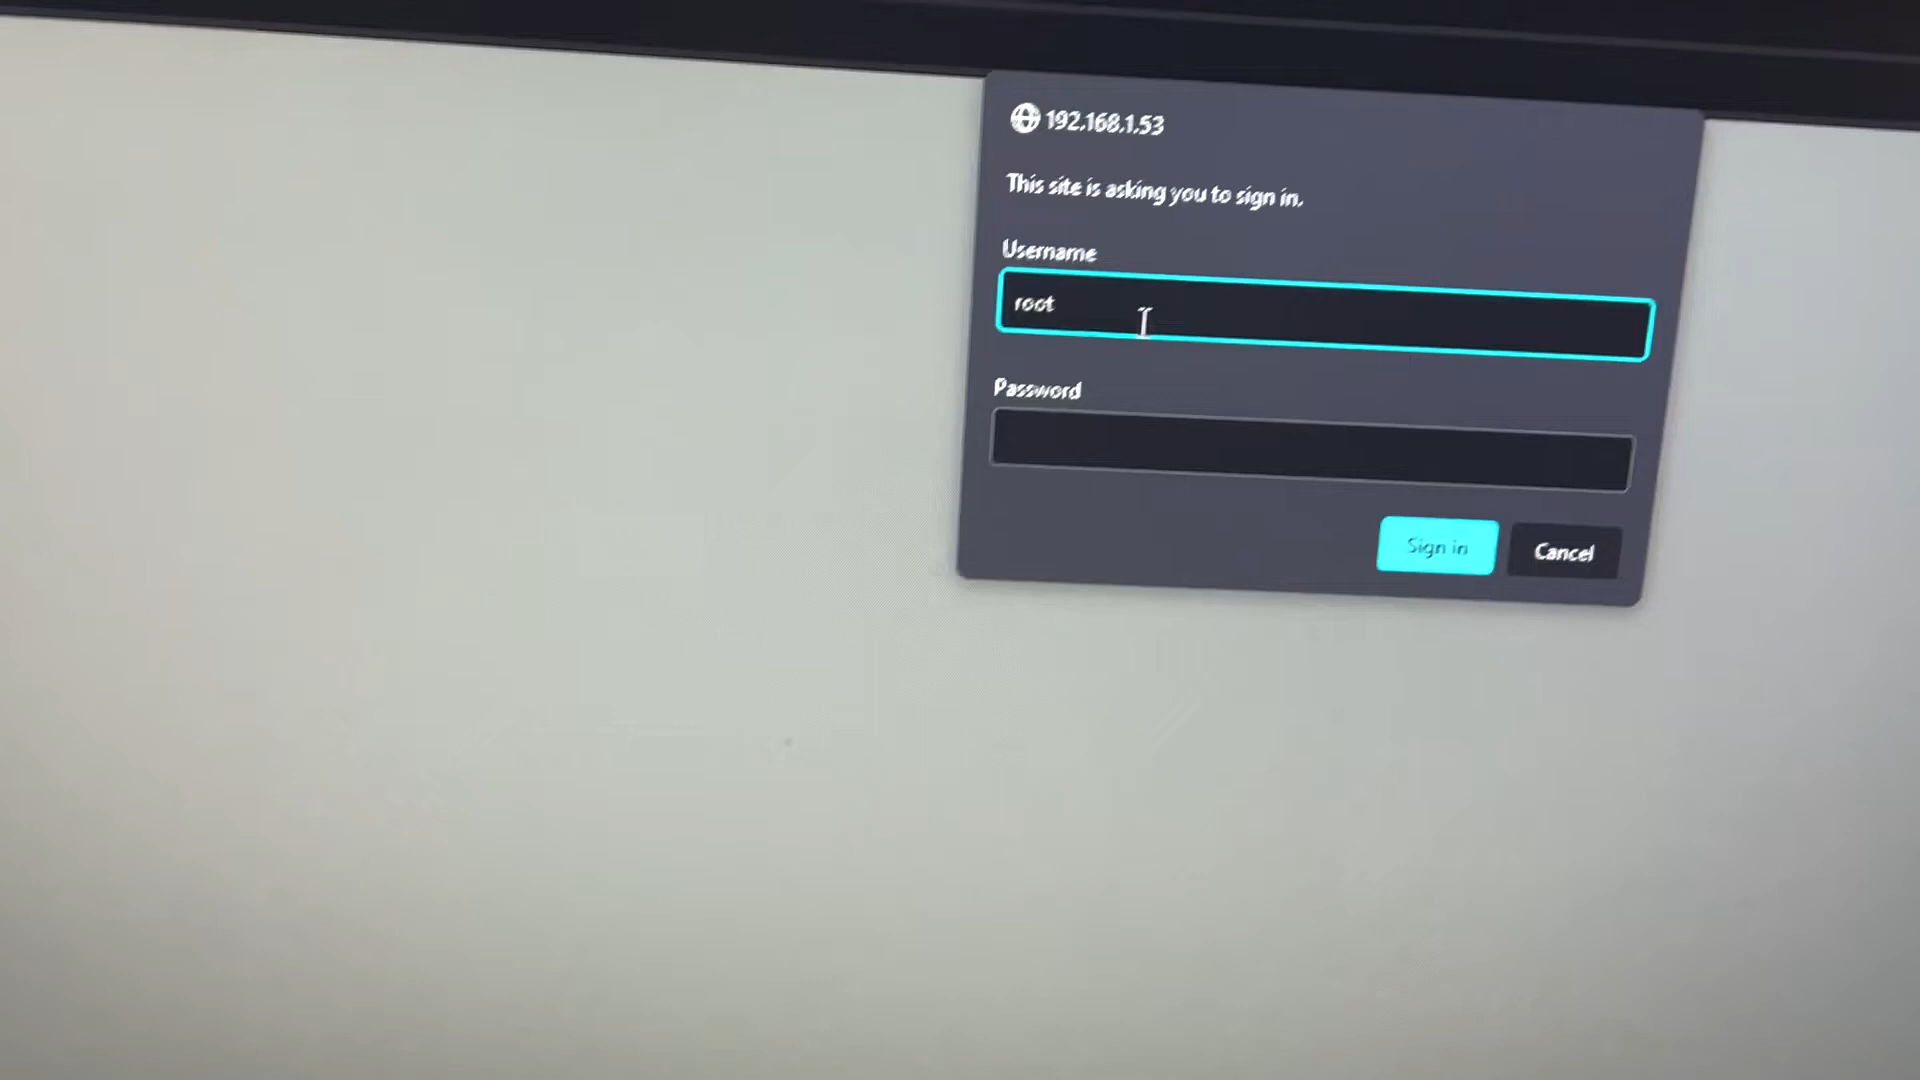 192.168.1.53
This site is asking you to sign in.
Username
root
Password
Sign in
Cancel